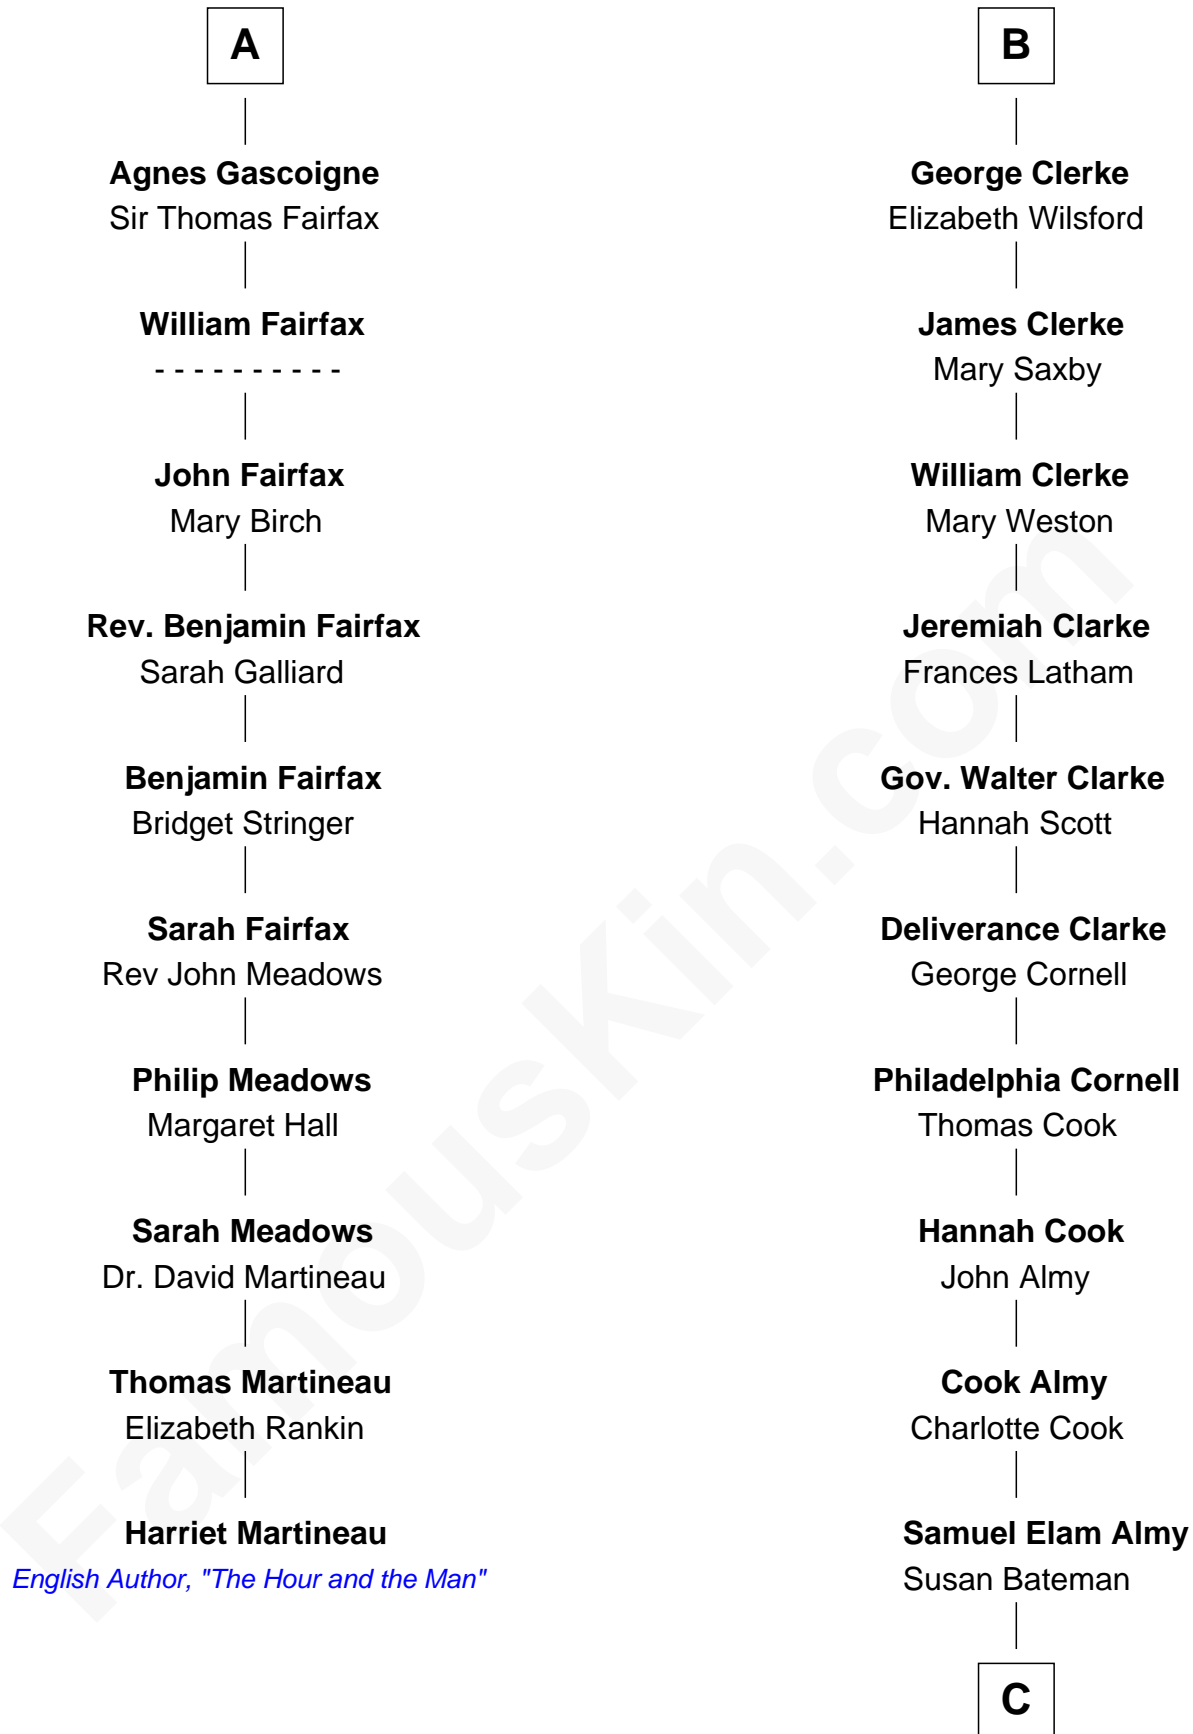 A
Agnes Gascoigne
Sir Thomas Fairfax
William Fairfax
- - - - - - - - - -
John Fairfax
Mary Birch
Rev. Benjamin Fairfax
Sarah Galliard
Benjamin Fairfax
Bridget Stringer
Sarah Fairfax
Rev John Meadows
Philip Meadows
Margaret Hall
Sarah Meadows
Dr. David Martineau
Thomas Martineau
Elizabeth Rankin
Harriet Martineau
English Author, "The Hour and the Man"
B
George Clerke
Elizabeth Wilsford
James Clerke
Mary Saxby
William Clerke
Mary Weston
Jeremiah Clarke
Frances Latham
Gov. Walter Clarke
Hannah Scott
Deliverance Clarke
George Cornell
Philadelphia Cornell
Thomas Cook
Hannah Cook
John Almy
Cook Almy
Charlotte Cook
Samuel Elam Almy
Susan Bateman
C
FamousKin.com